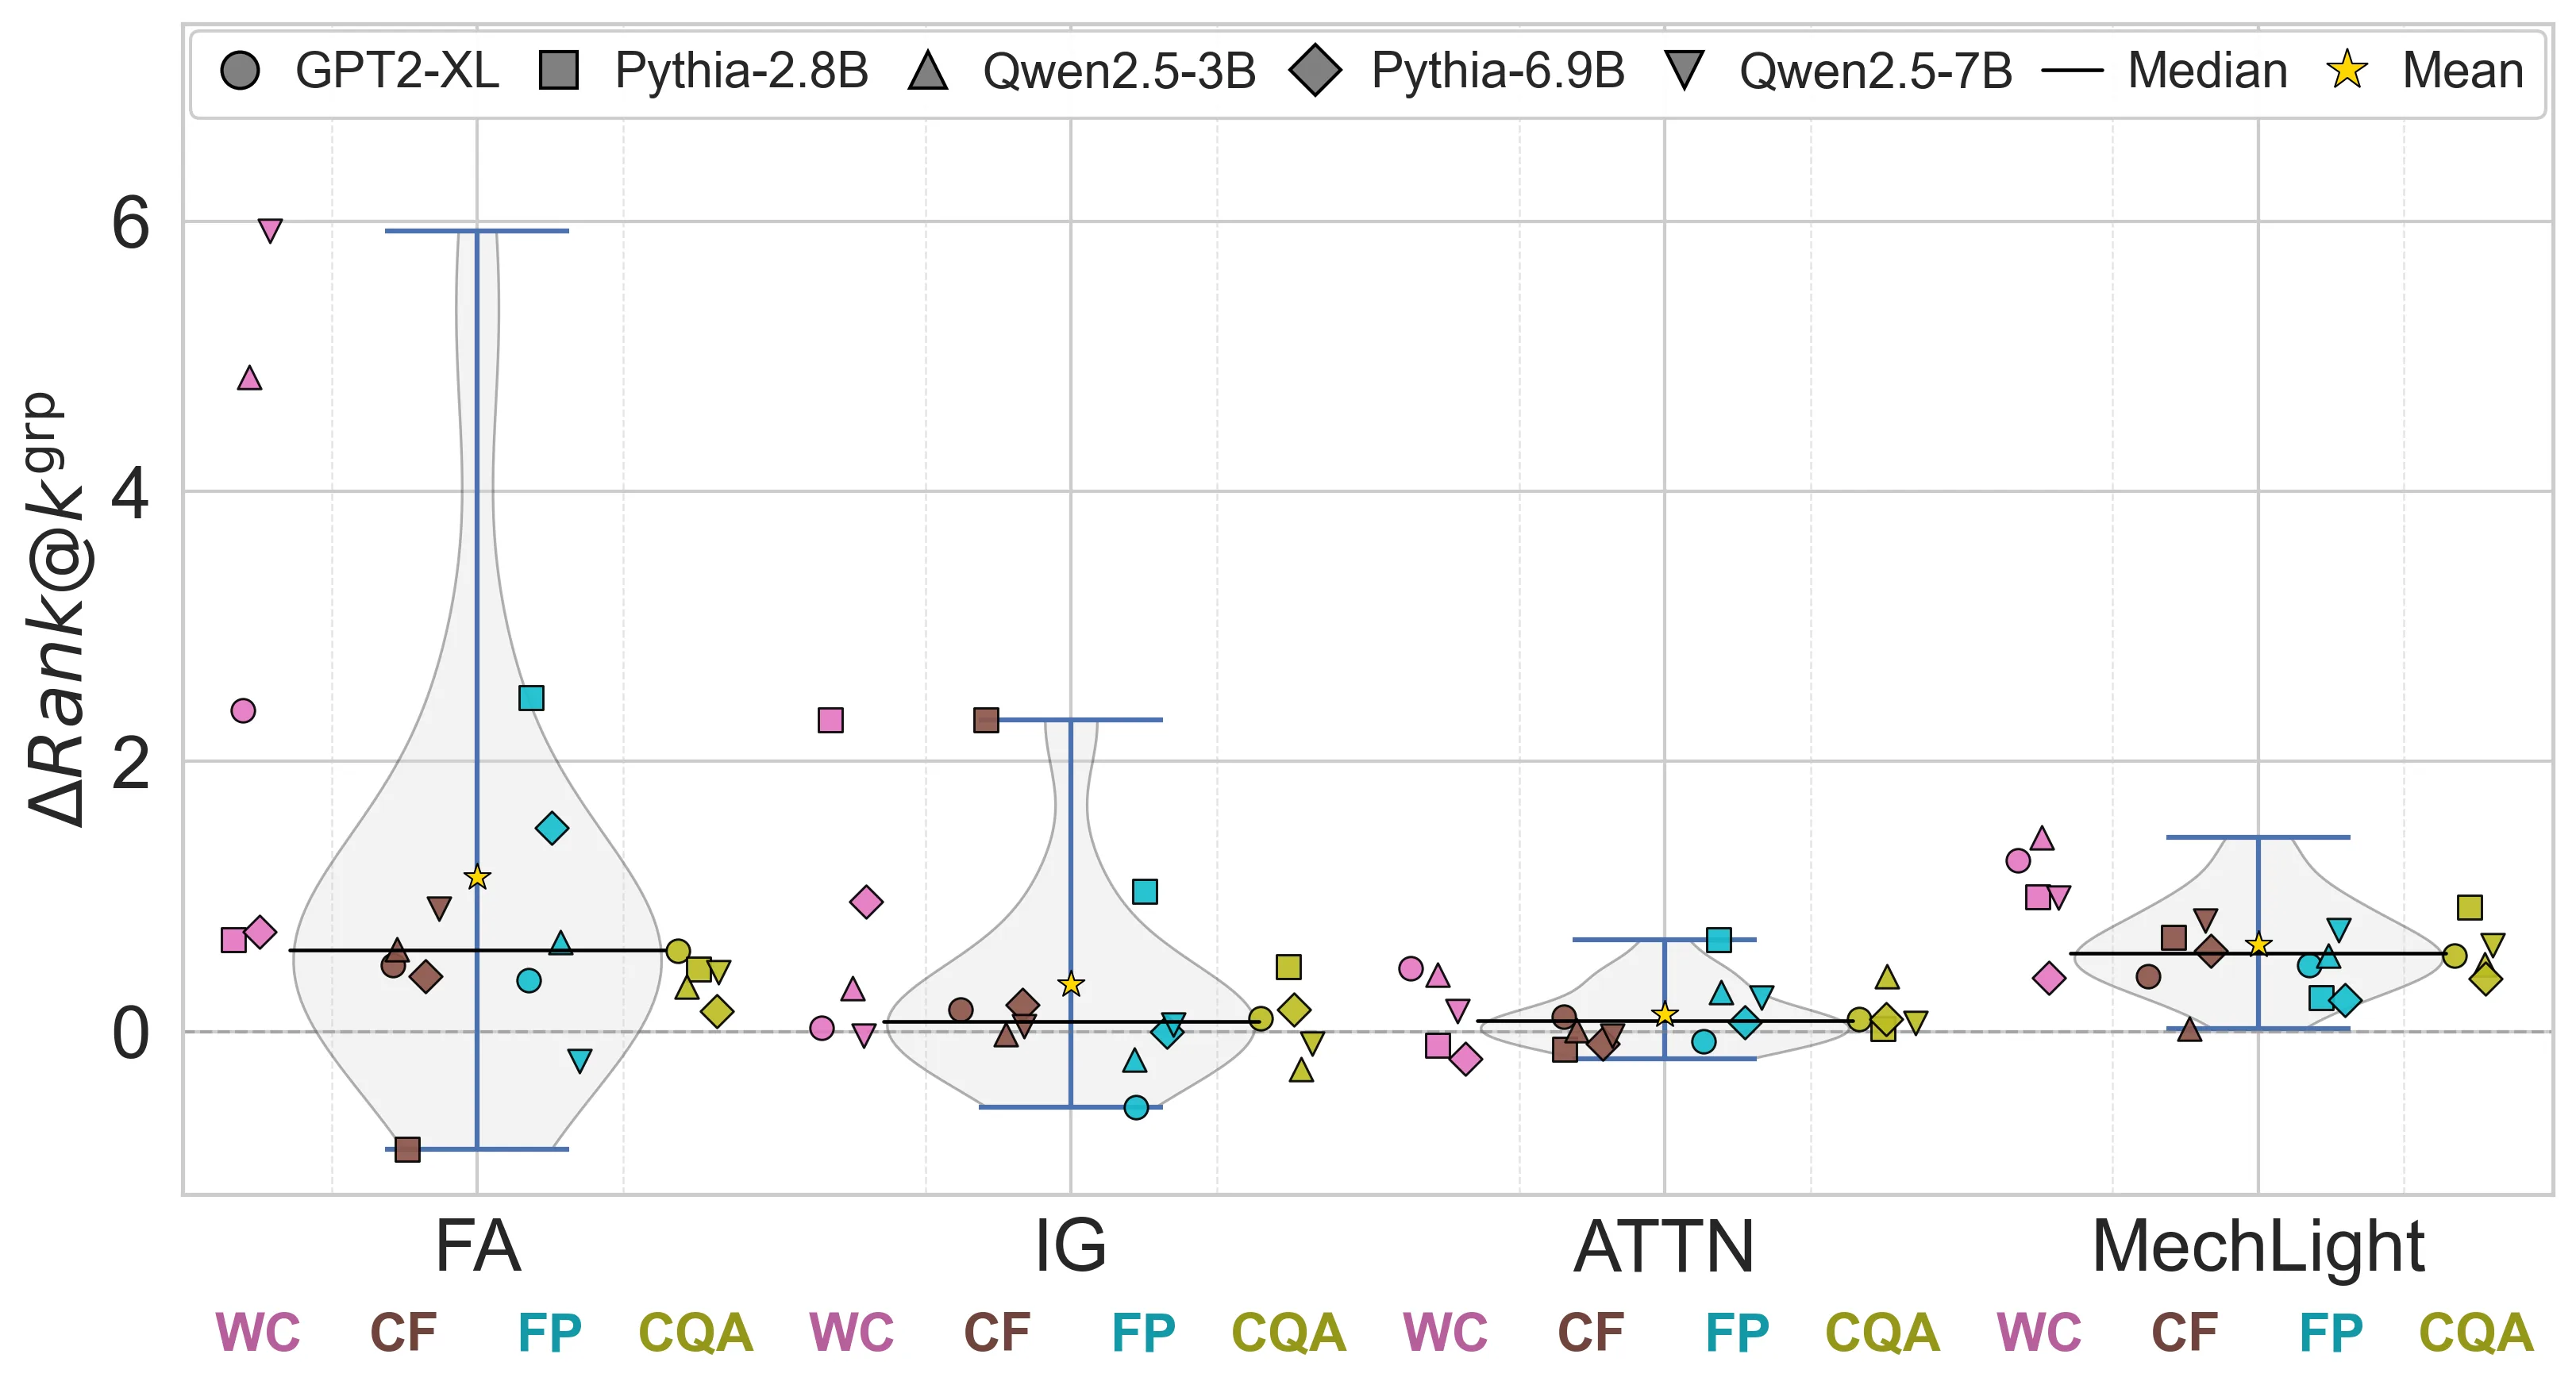 GPT2-XL Pythia-2.8B Qwen2.5-3B Pythia-6.9B Qwen2.5-7B Median Mean
ΔRank@k^grp
6
4
2
0
FA IG ATTN MechLight
WC CF FP CQA WC CF FP CQA WC CF FP CQA WC CF FP CQA